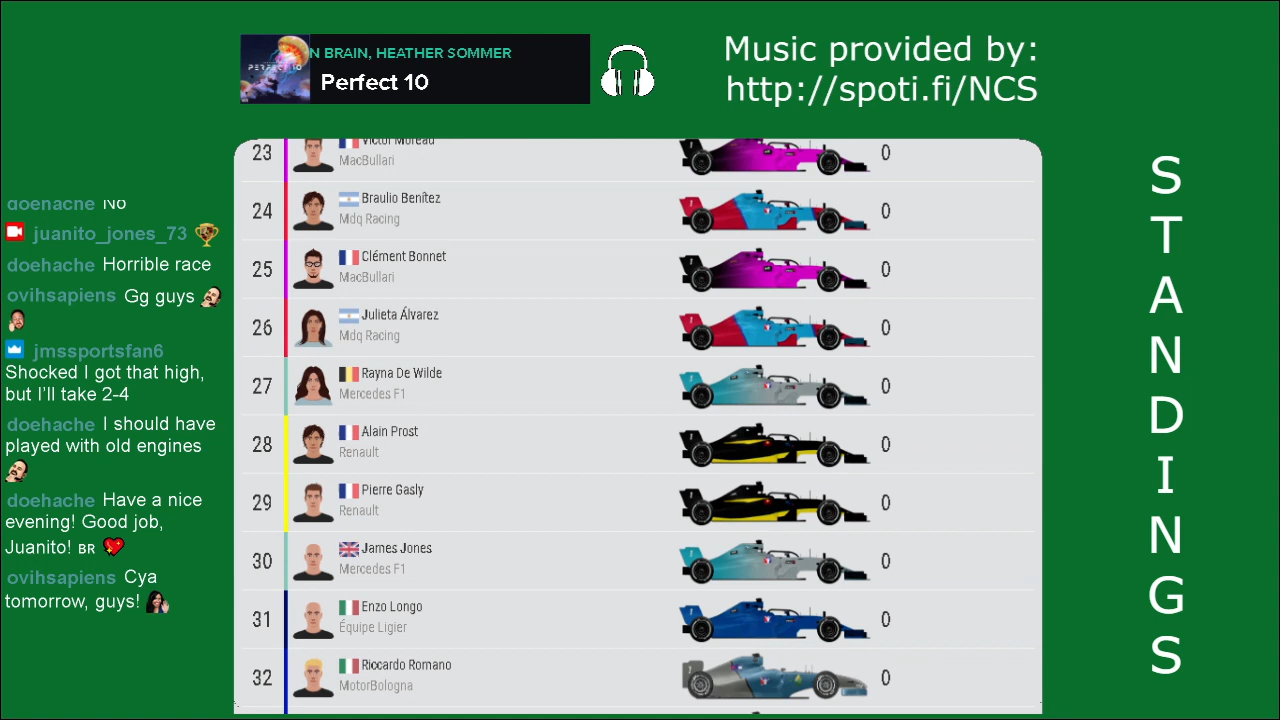 N BRAIN, HEATHER SOMMER
Perfect 10
Music provided by:
http://spoti.fi/NCS
doehache No
juanito_jones_73
doehache Horrible race
ovihsapiens Gg guys
jmssportsfan6
Shocked I got that high,
but I'll take 2-4
doehache I should have
played with old engines
doehache Have a nice
evening! Good job,
Juanito! BR
ovihsapiens Cya
tomorrow, guys!
23 Victor Moreau 0
MacBullari
24 Braulio Benítez 0
Mdq Racing
25 Clément Bonnet 0
MacBullari
26 Julieta Álvarez 0
Mdq Racing
27 Rayna De Wilde 0
Mercedes F1
28 Alain Prost 0
Renault
29 Pierre Gasly 0
Renault
30 James Jones 0
Mercedes F1
31 Enzo Longo 0
Équipe Ligier
32 Riccardo Romano 0
MotorBologna
STANDINGS